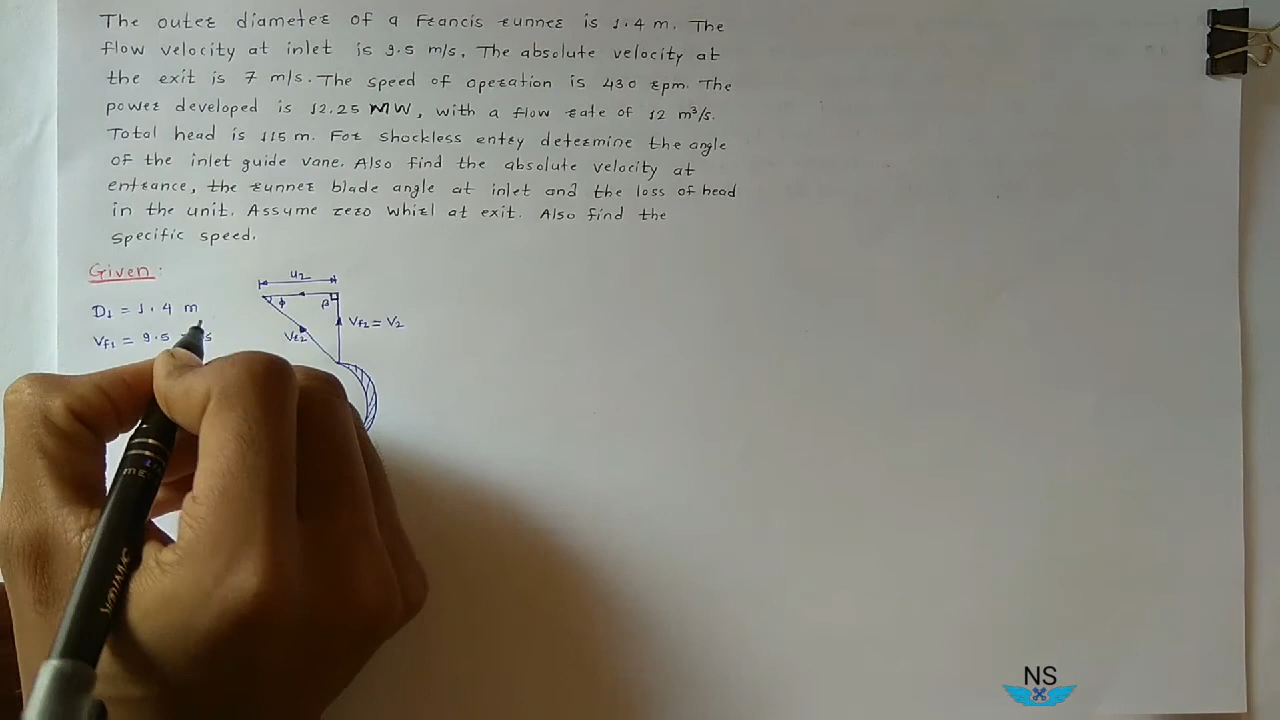 The outer diameter of a Francis runner is 1.4 m. The
flow velocity at inlet is 9.5 m/s. The absolute velocity at
the exit is 7 m/s. The speed of operation is 430 rpm. The
power developed is 12.25 MW, with a flow rate of 12 m³/s.
Total head is 115 m. For shockless entry determine the angle
of the inlet guide vane. Also find the absolute velocity at
entrance, the runner blade angle at inlet and the loss of head
in the unit. Assume zero whirl at exit. Also find the
specific speed.
Given:
u₂
D₁ = 1.4 m
φ
β
Vf₂ = V₂
Vf₁ = 9.5
Vr₂
NS